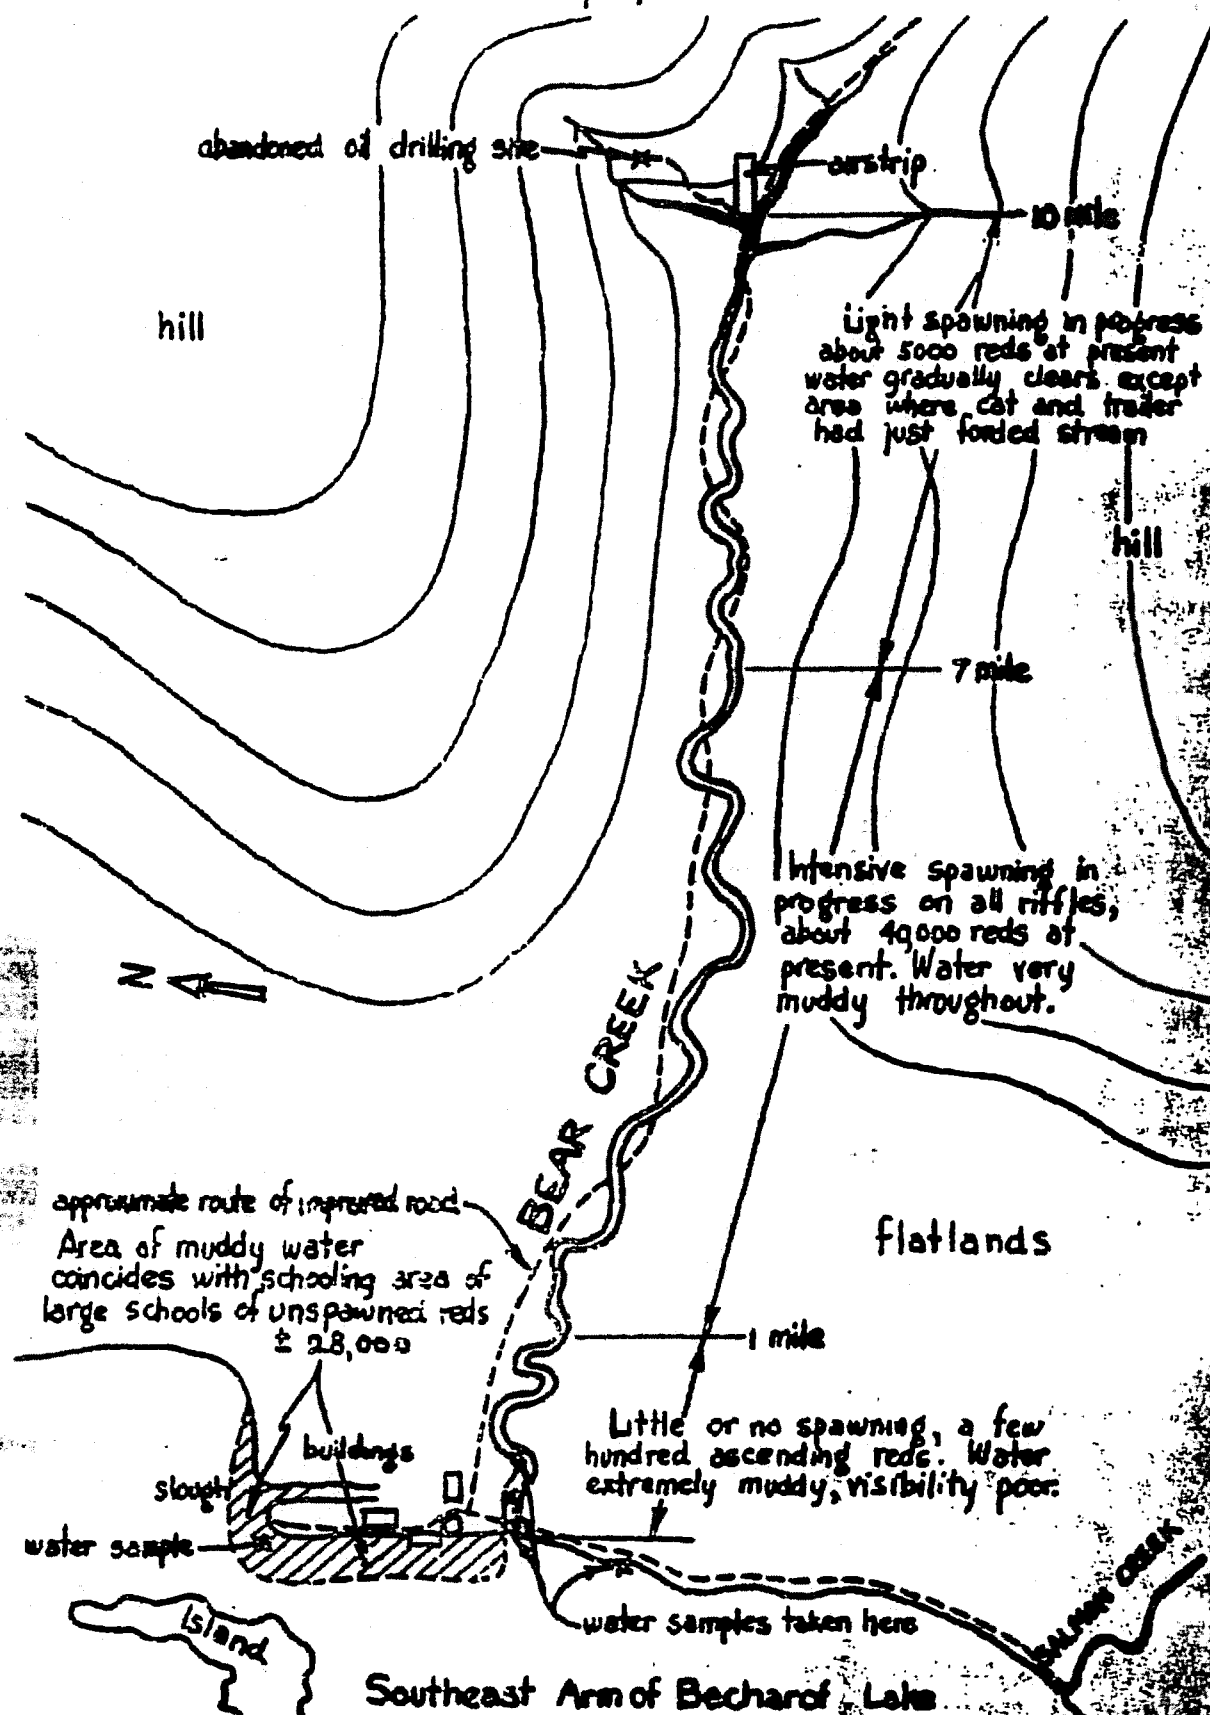 abandoned oil drilling site
airstrip
10 mile
hill
Light spawning in progress
about 5000 reds at present
water gradually clears except
area where cat and trailer
had just forded stream
hill
7 mile
Intensive spawning in
progress on all riffles,
about 40,000 reds at
present. Water very
muddy throughout.
N
BEAR CREEK
approximate route of improved road
Area of muddy water
coincides with schooling area of
large schools of unspawned reds
± 28,000
flatlands
1 mile
Little or no spawning, a few
hundred ascending reds. Water
extremely muddy, visibility poor.
buildings
slough
water sample
water samples taken here
SALMAN CREEK
Island
Southeast Arm of Becharof Lake